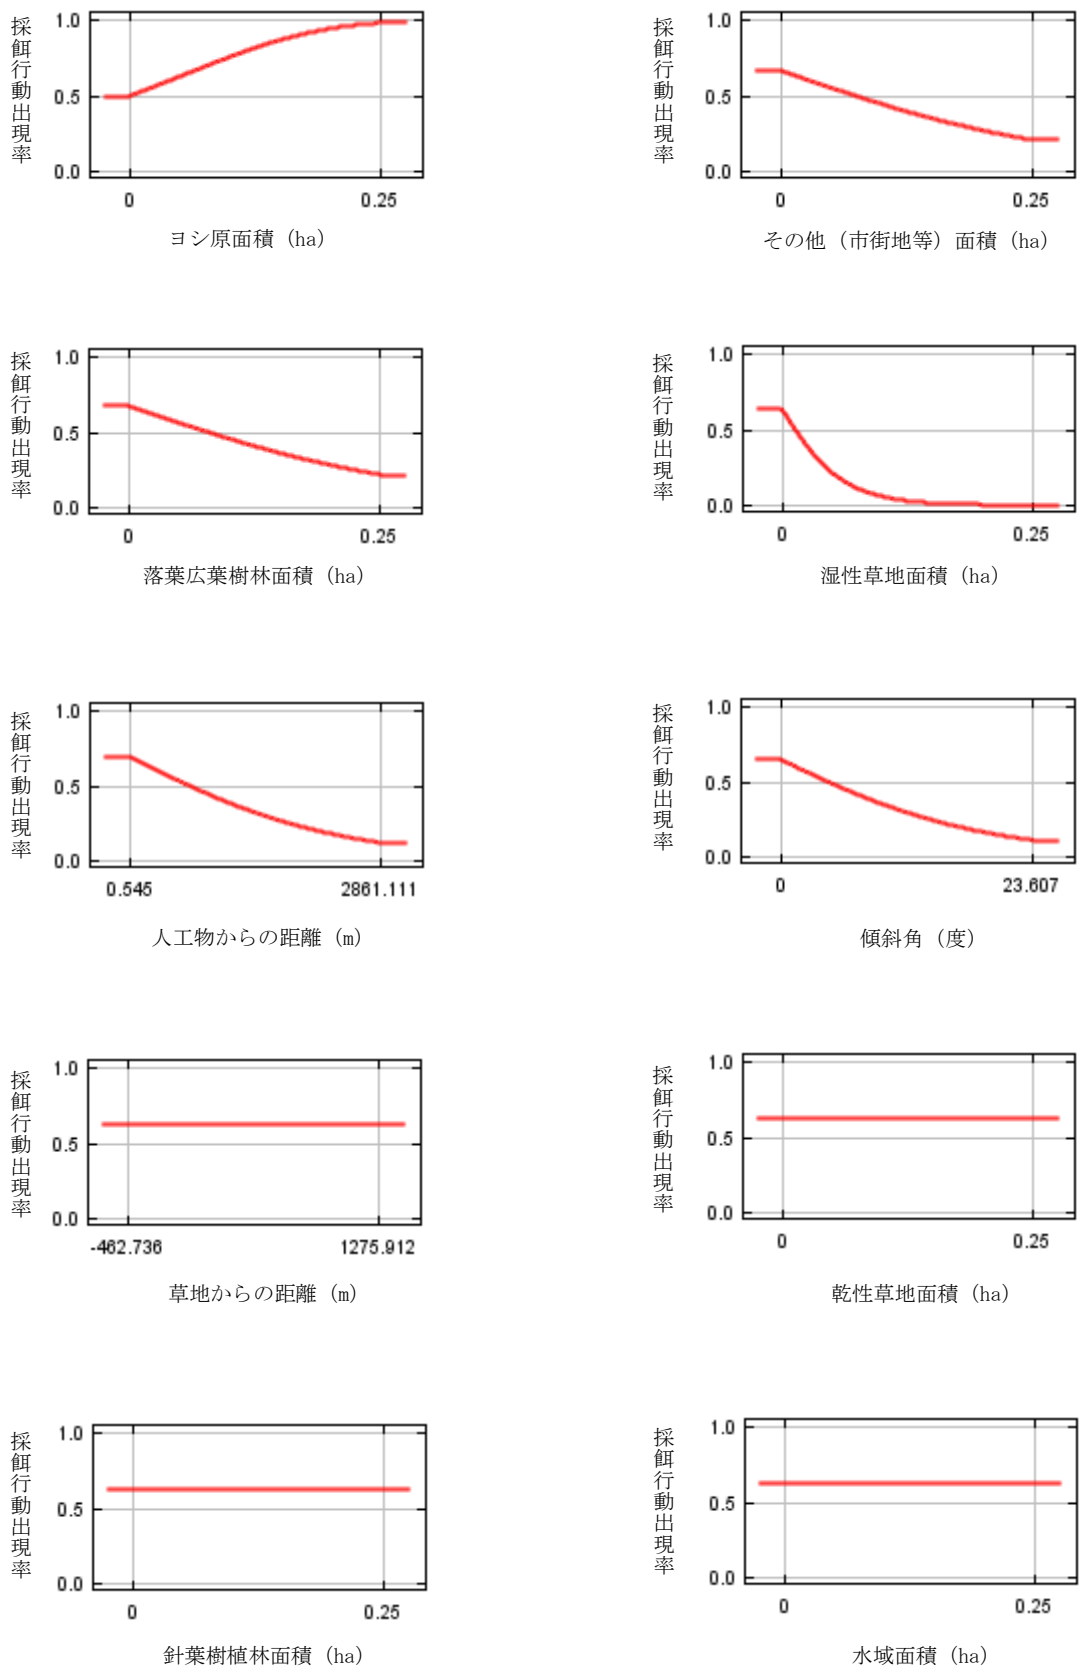 採餌行動出現率
1.0
0.5
0.0
0
0.25
ヨシ原面積 (ha)
採餌行動出現率
1.0
0.5
0.0
0
0.25
その他（市街地等）面積 (ha)
採餌行動出現率
1.0
0.5
0.0
0
0.25
落葉広葉樹林面積 (ha)
採餌行動出現率
1.0
0.5
0.0
0
0.25
湿性草地面積 (ha)
採餌行動出現率
1.0
0.5
0.0
0.545
2861.111
人工物からの距離 (m)
採餌行動出現率
1.0
0.5
0.0
0
23.607
傾斜角（度）
採餌行動出現率
1.0
0.5
0.0
-462.736
1275.912
草地からの距離 (m)
採餌行動出現率
1.0
0.5
0.0
0
0.25
乾性草地面積 (ha)
採餌行動出現率
1.0
0.5
0.0
0
0.25
針葉樹植林面積 (ha)
採餌行動出現率
1.0
0.5
0.0
0
0.25
水域面積 (ha)